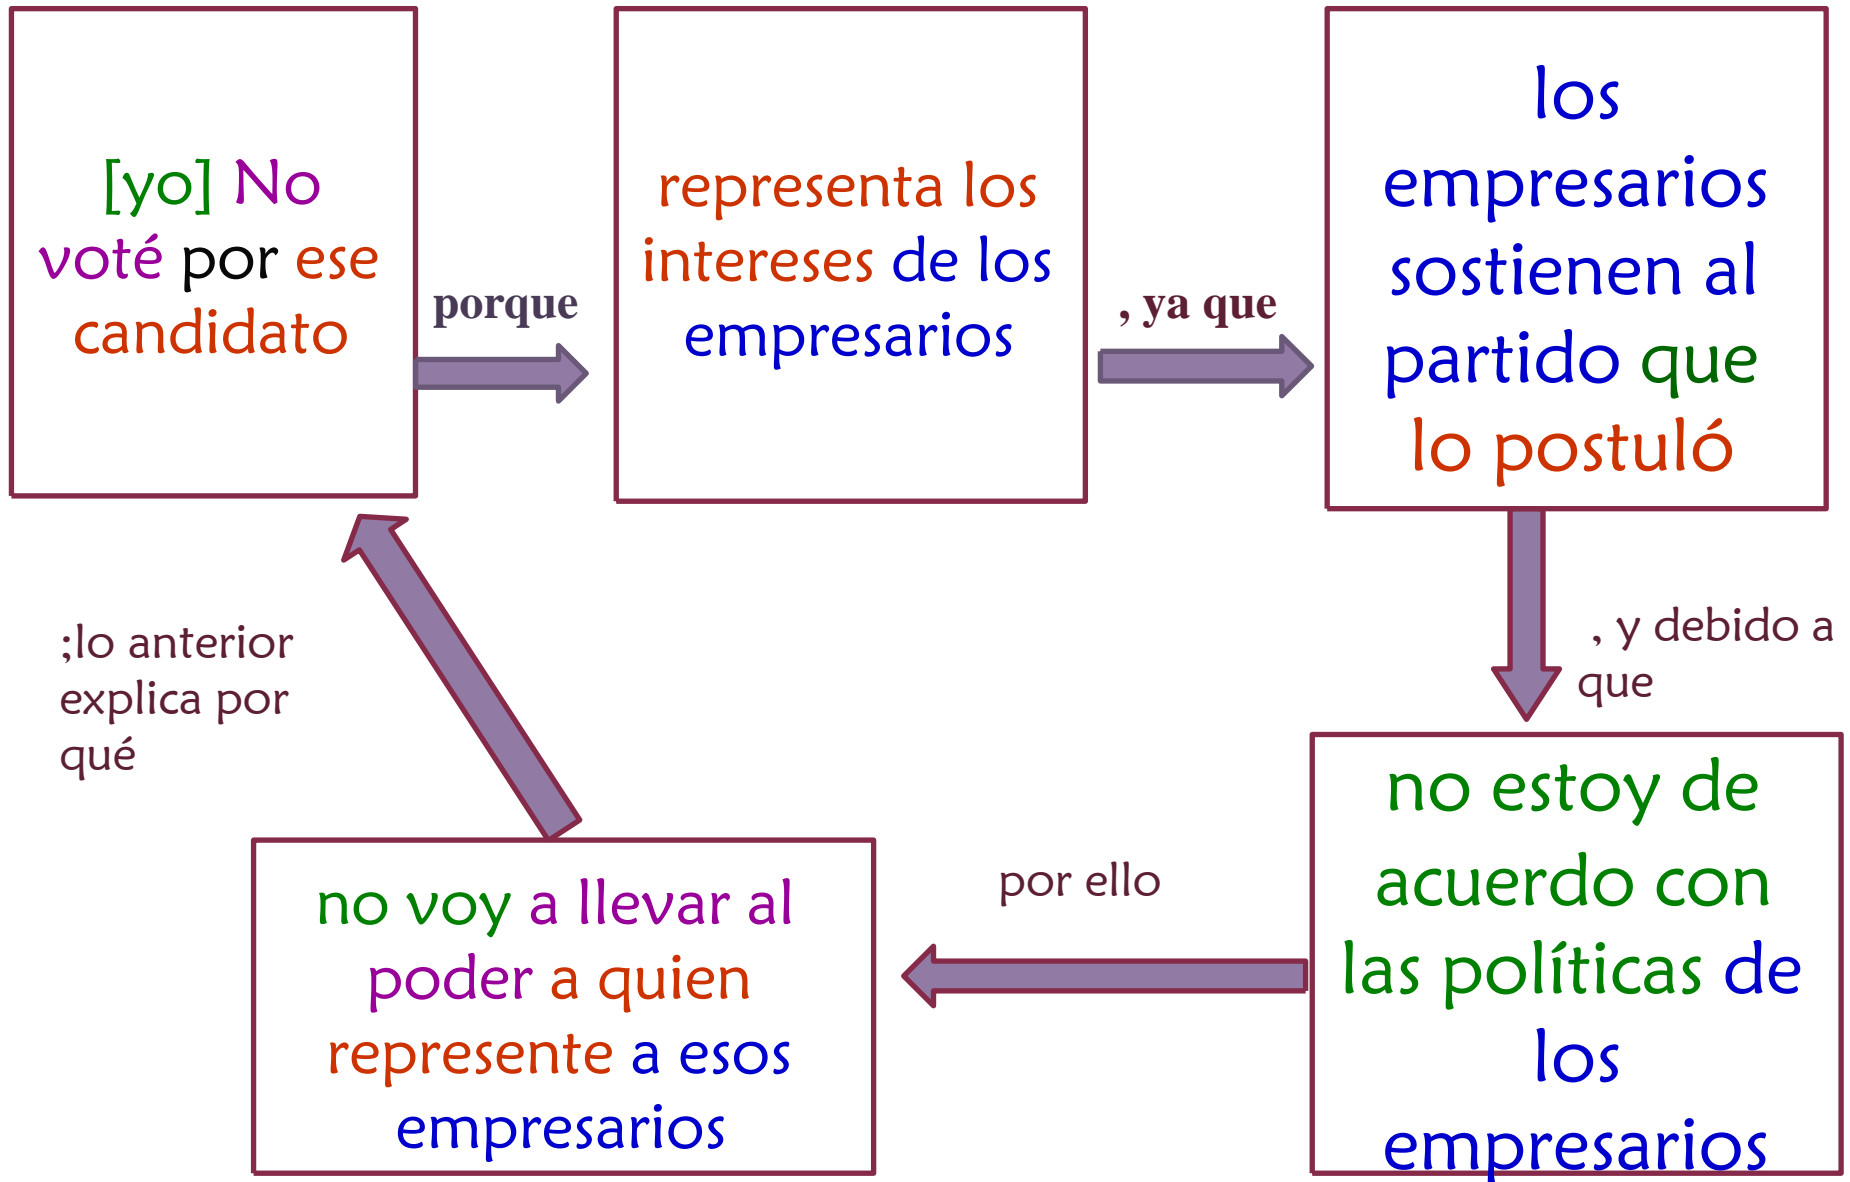 [yo] No
voté por ese
candidato
porque
representa los
intereses de los
empresarios
, ya que
los
empresarios
sostienen al
partido que
lo postuló
, y debido a
que
no estoy de
acuerdo con
las políticas de
los
empresarios
por ello
no voy a llevar al
poder a quien
represente a esos
empresarios
;lo anterior
explica por
qué